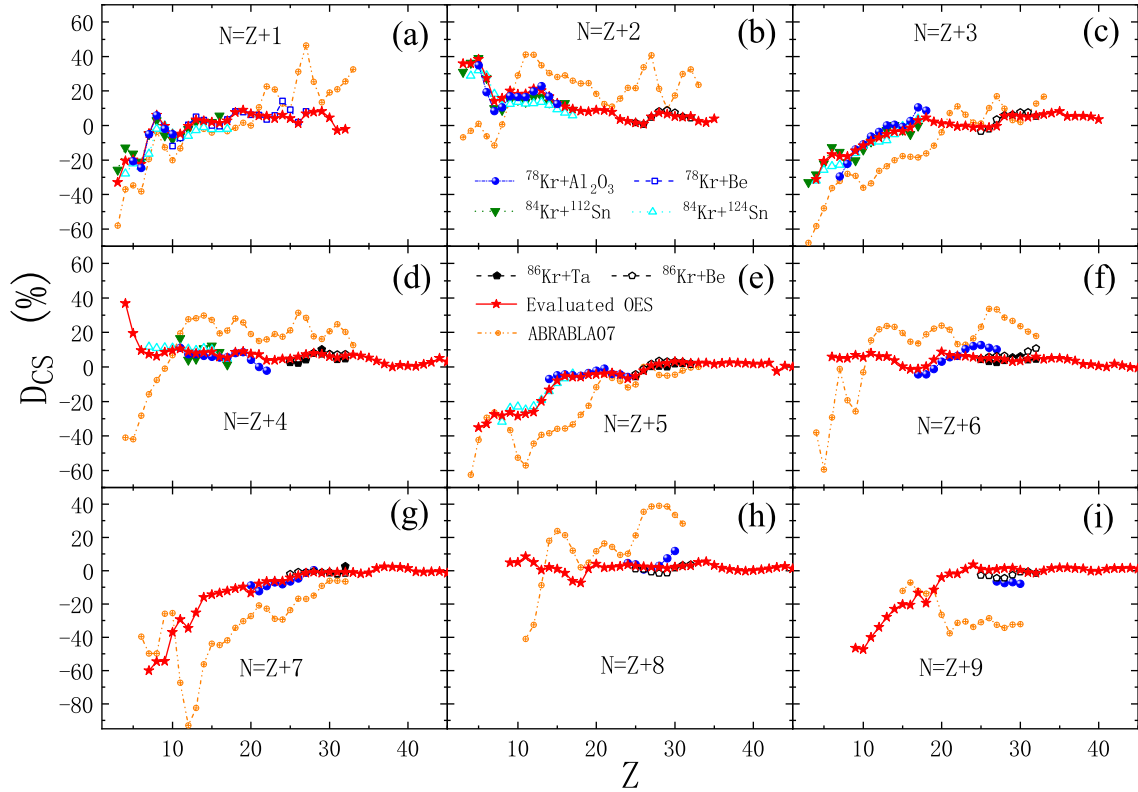 N=Z+1 (a)
N=Z+2 (b)
N=Z+3 (c)
60
40
20
0
−20
−40
−60
⁷⁸Kr+Al₂O₃
⁷⁸Kr+Be
⁸⁴Kr+¹¹²Sn
⁸⁴Kr+¹²⁴Sn
(d)
(e)
(f)
60
40
20
0
−20
−40
−60
⁸⁶Kr+Ta
⁸⁶Kr+Be
Evaluated OES
ABRABLA07
N=Z+4
N=Z+5
N=Z+6
D_CS (%)
(g)
(h)
(i)
40
20
0
−20
−40
−60
−80
N=Z+7
N=Z+8
N=Z+9
10 20 30 40
10 20 30 40
10 20 30 40
Z